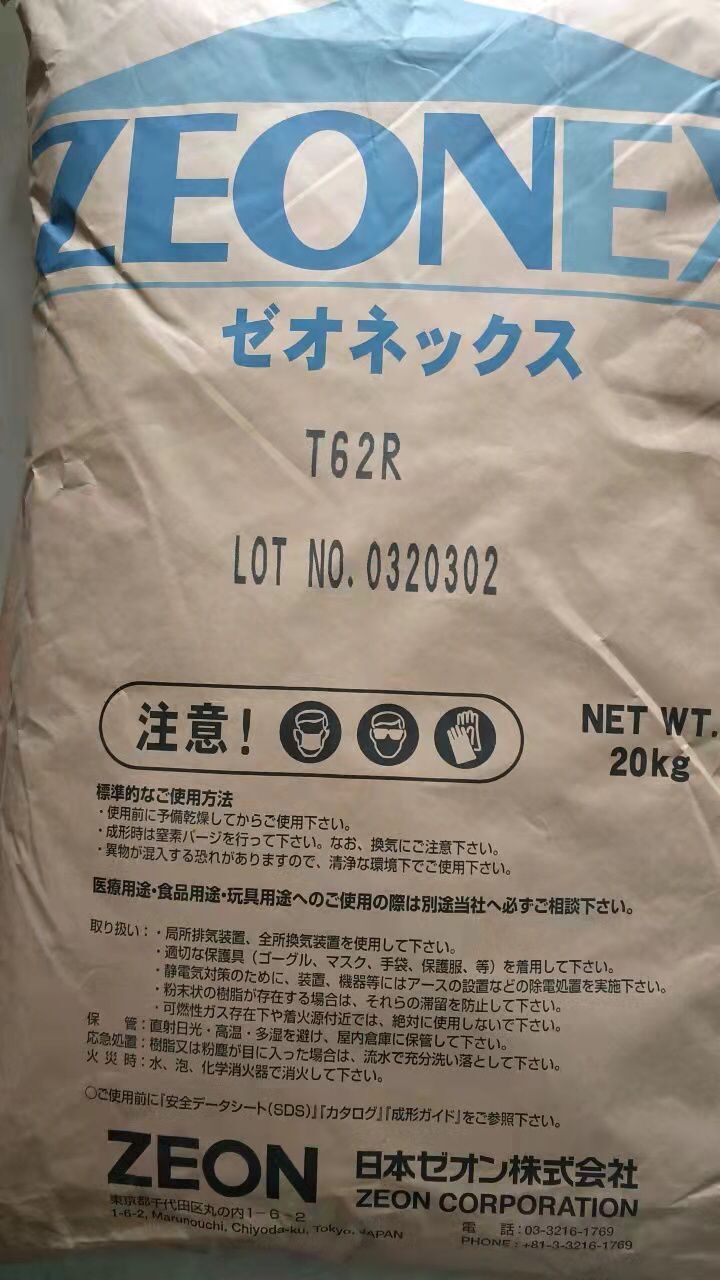 ZEONEX
ゼオネックス
T62R
LOT NO. 0320302
注意!
NET WT.
20kg
標準的なご使用方法
・使用前に予備乾燥してからご使用下さい。
・成形時は窒素パージを行って下さい。なお、換気にご注意下さい。
・異物が混入する恐れがありますので、清浄な環境下でご使用下さい。
医療用途・食品用途・玩具用途へのご使用の際は別途当社へ必ずご相談下さい。
取り扱い:・局所排気装置、全所換気装置を使用して下さい。
・適切な保護具(ゴーグル、マスク、手袋、保護服、等)を着用して下さい。
・静電気対策のために、装置、機器等にはアースの設置などの除電処置を実施下さい。
・粉末状の樹脂が存在する場合は、それらの滞留を防止して下さい。
・可燃性ガス存在下や着火源付近では、絶対に使用しないで下さい。
保 管:直射日光・高温・多湿を避け、屋内倉庫に保管して下さい。
応急処置:樹脂又は粉塵が目に入った場合は、流水で充分洗い落として下さい。
火災時:水、泡、化学消火器で消火して下さい。
○ご使用前に『安全データシート(SDS)』『カタログ』『成形ガイド』をご参照下さい。
ZEON 日本ゼオン株式会社
ZEON CORPORATION
東京都千代田区丸の内1-6-2
1-6-2, Marunouchi, Chiyoda-ku, Tokyo, JAPAN
電 話:03-3216-1769
PHONE:+81-3-3216-1769